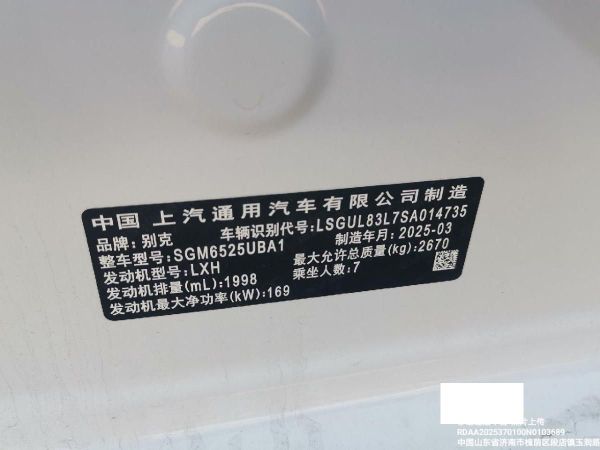 中国 上汽通用汽车有限公司制造
品牌: 别克 车辆识别代号:LSGUL83L7SA014735
整车型号:SGM6525UBA1 制造年月: 2025-03
发动机型号:LXH 最大允许总质量(kg):2670
发动机排量(mL):1998 乘坐人数:7
发动机最大净功率(kW):169
上传
RDAA2025370100N0103689
中国山东省济南市槐荫区段店镇玉荆路